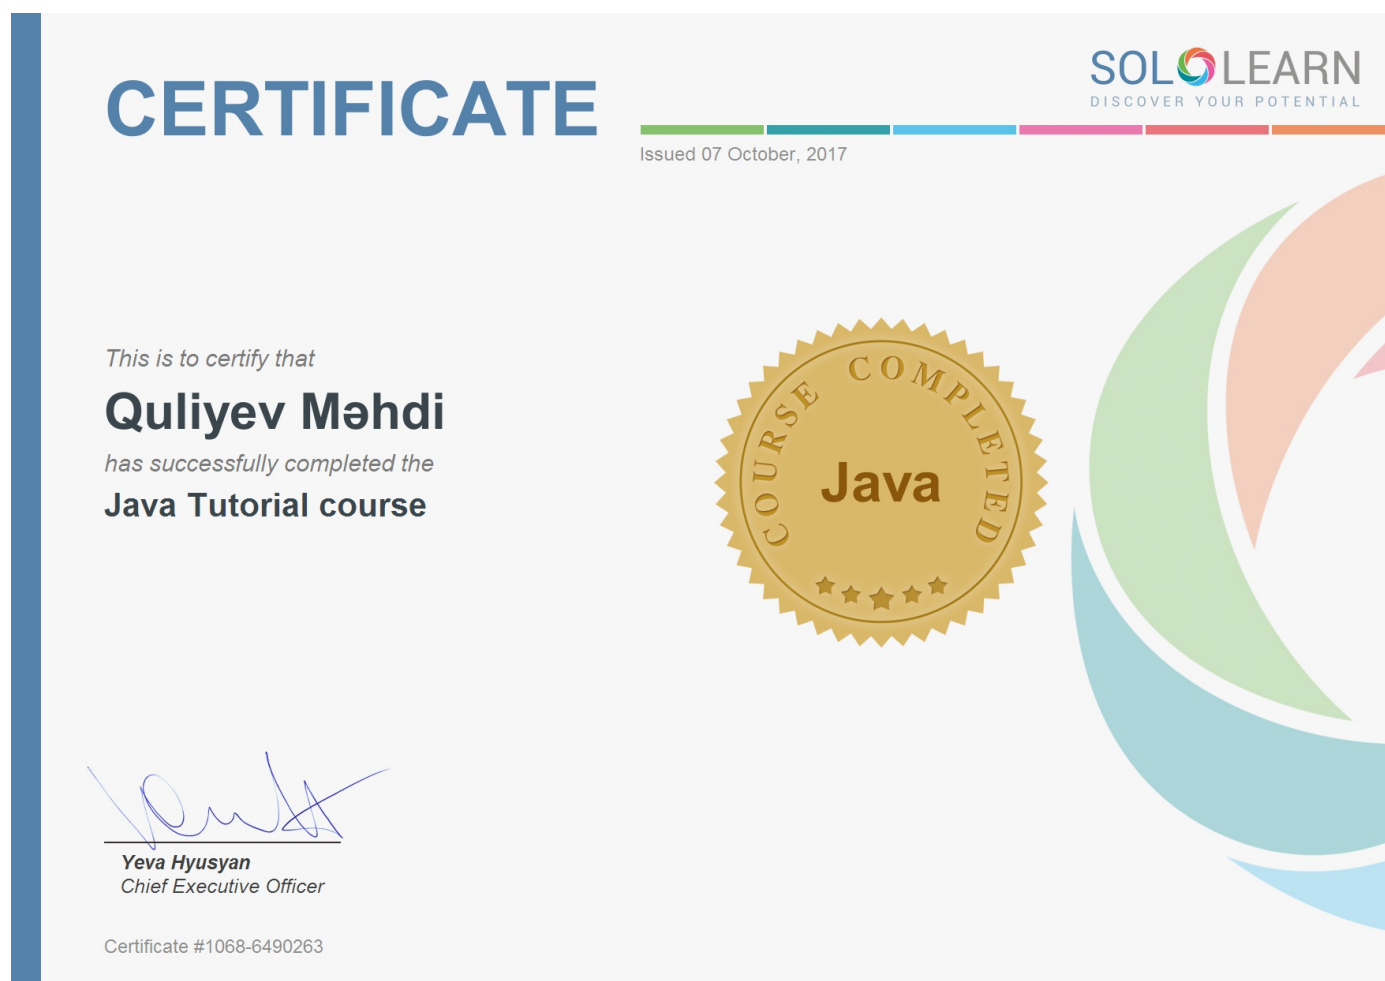 CERTIFICATE
SOLOLEARN
DISCOVER YOUR POTENTIAL
Issued 07 October, 2017
This is to certify that
Quliyev Məhdi
has successfully completed the
Java Tutorial course
COURSE COMPLETED
Java
Yeva Hyusyan
Chief Executive Officer
Certificate #1068-6490263